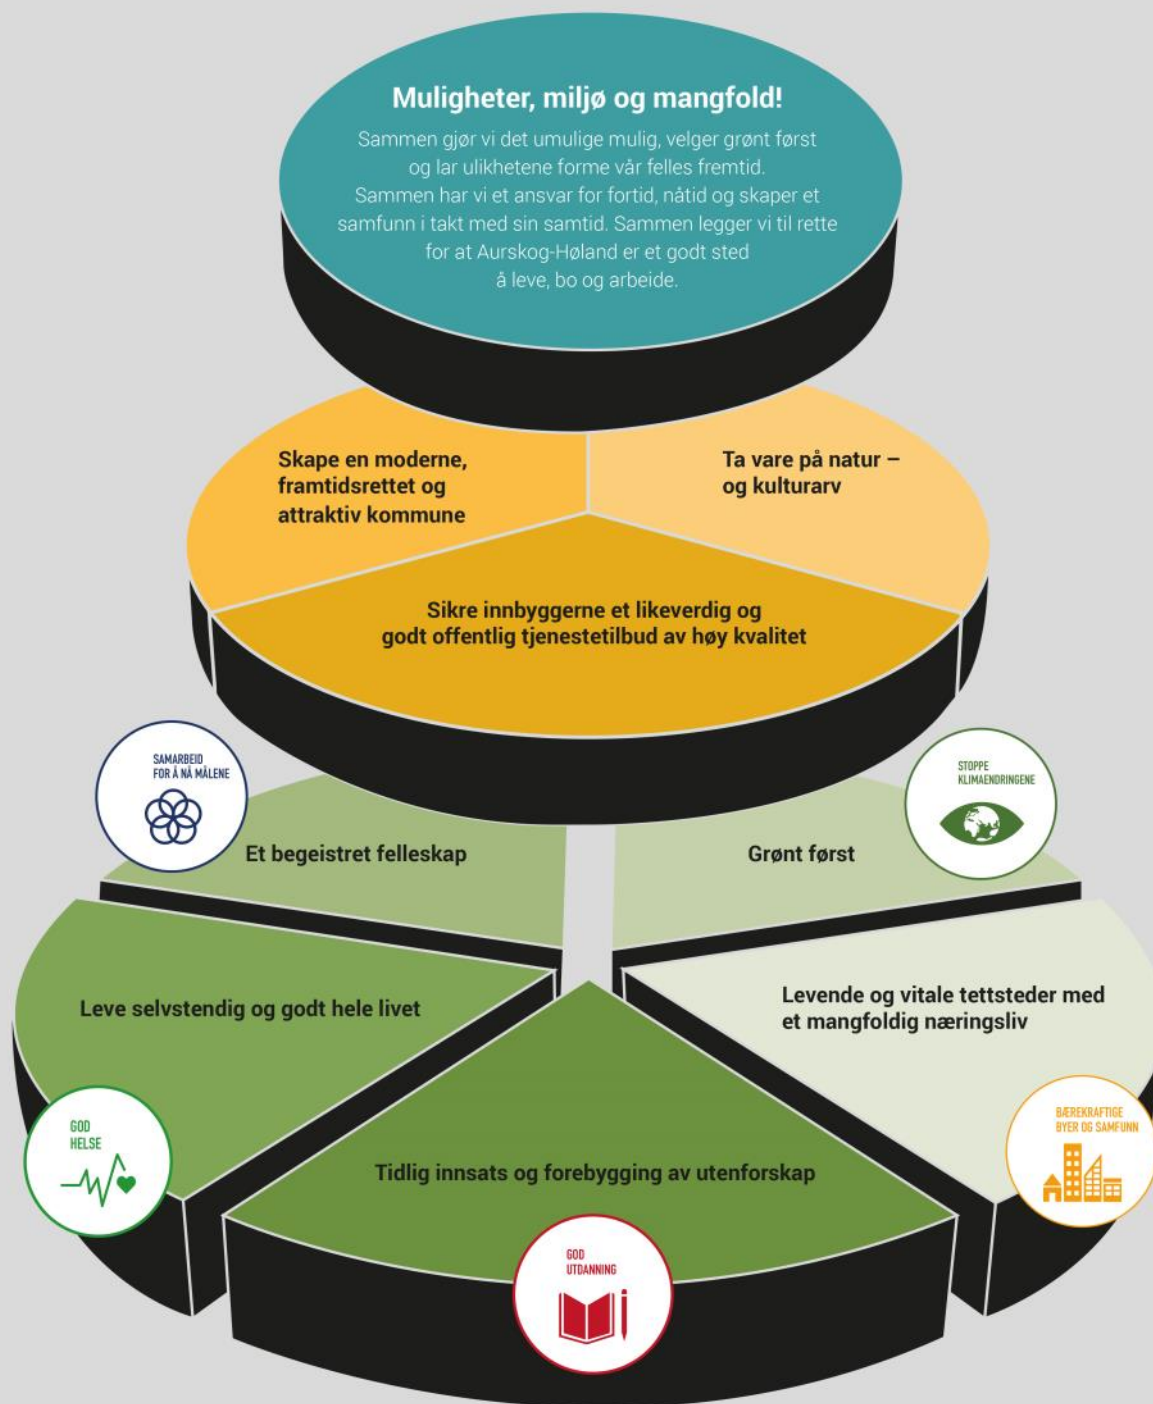 Muligheter, miljø og mangfold!
Sammen gjør vi det umulige mulig, velger grønt først
og lar ulikhetene forme vår felles fremtid.
Sammen har vi et ansvar for fortid, nåtid og skaper et
samfunn i takt med sin samtid. Sammen legger vi til rette
for at Aurskog-Høland er et godt sted
å leve, bo og arbeide.
Skape en moderne,
framtidsrettet og
attraktiv kommune
Ta vare på natur –
og kulturarv
Sikre innbyggerne et likeverdig og
godt offentlig tjenestetilbud av høy kvalitet
SAMARBEID
FOR Å NÅ MÅLENE
STOPPE
KLIMAENDRINGENE
Et begeistret felleskap
Grønt først
Leve selvstendig og godt hele livet
Levende og vitale tettsteder med
et mangfoldig næringsliv
GOD
HELSE
BÆREKRAFTIGE
BYER OG SAMFUNN
Tidlig innsats og forebygging av utenforskap
GOD
UTDANNING